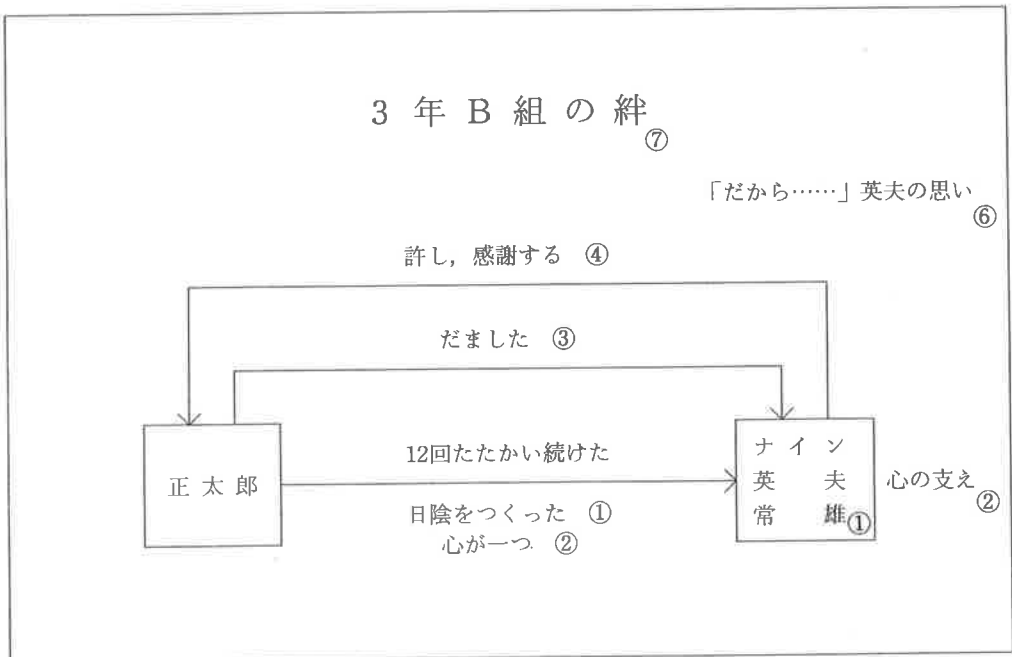 3年B組の絆
⑦
「だから……」英夫の思い
⑥
許し，感謝する ④
だました ③
12回たたかい続けた
日陰をつくった ①
心が一つ ②
正太郎
ナイン
英夫
常雄①
心の支え
②